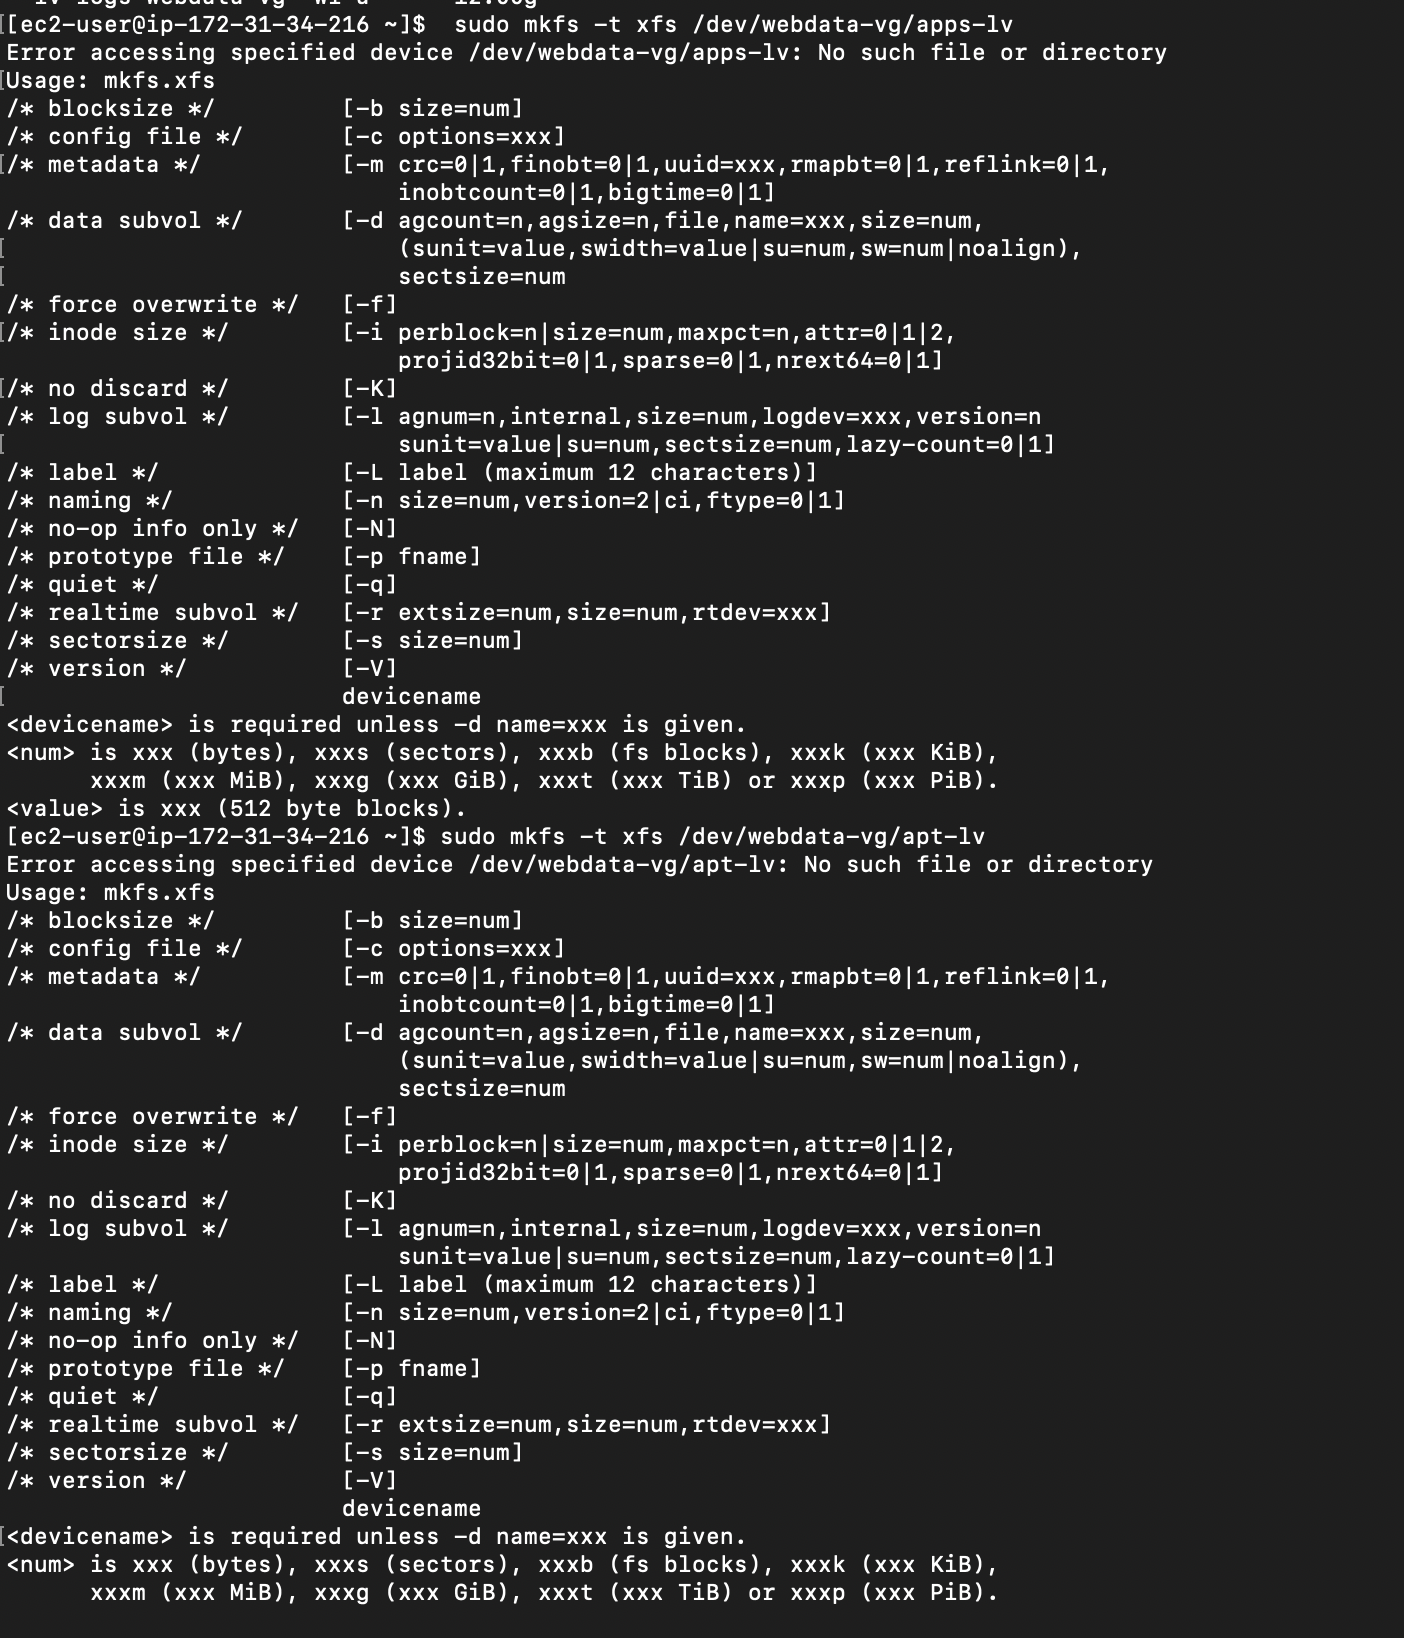 [[ec2-user@ip-172-31-34-216 ~]$  sudo mkfs -t xfs /dev/webdata-vg/apps-lv
Error accessing specified device /dev/webdata-vg/apps-lv: No such file or directory
[Usage: mkfs.xfs
/* blocksize */         [-b size=num]
/* config file */       [-c options=xxx]
[/* metadata */          [-m crc=0|1,finobt=0|1,uuid=xxx,rmapbt=0|1,reflink=0|1,
                            inobtcount=0|1,bigtime=0|1]
/* data subvol */       [-d agcount=n,agsize=n,file,name=xxx,size=num,
[                            (sunit=value,swidth=value|su=num,sw=num|noalign),
[                            sectsize=num
/* force overwrite */   [-f]
[/* inode size */        [-i perblock=n|size=num,maxpct=n,attr=0|1|2,
                            projid32bit=0|1,sparse=0|1,nrext64=0|1]
[/* no discard */        [-K]
/* log subvol */        [-l agnum=n,internal,size=num,logdev=xxx,version=n
[                            sunit=value|su=num,sectsize=num,lazy-count=0|1]
/* label */             [-L label (maximum 12 characters)]
/* naming */            [-n size=num,version=2|ci,ftype=0|1]
/* no-op info only */   [-N]
/* prototype file */    [-p fname]
/* quiet */             [-q]
/* realtime subvol */   [-r extsize=num,size=num,rtdev=xxx]
/* sectorsize */        [-s size=num]
/* version */           [-V]
[                        devicename
<devicename> is required unless -d name=xxx is given.
<num> is xxx (bytes), xxxs (sectors), xxxb (fs blocks), xxxk (xxx KiB),
      xxxm (xxx MiB), xxxg (xxx GiB), xxxt (xxx TiB) or xxxp (xxx PiB).
<value> is xxx (512 byte blocks).
[ec2-user@ip-172-31-34-216 ~]$ sudo mkfs -t xfs /dev/webdata-vg/apt-lv
Error accessing specified device /dev/webdata-vg/apt-lv: No such file or directory
Usage: mkfs.xfs
/* blocksize */         [-b size=num]
/* config file */       [-c options=xxx]
/* metadata */          [-m crc=0|1,finobt=0|1,uuid=xxx,rmapbt=0|1,reflink=0|1,
                            inobtcount=0|1,bigtime=0|1]
/* data subvol */       [-d agcount=n,agsize=n,file,name=xxx,size=num,
                            (sunit=value,swidth=value|su=num,sw=num|noalign),
                            sectsize=num
/* force overwrite */   [-f]
/* inode size */        [-i perblock=n|size=num,maxpct=n,attr=0|1|2,
                            projid32bit=0|1,sparse=0|1,nrext64=0|1]
/* no discard */        [-K]
/* log subvol */        [-l agnum=n,internal,size=num,logdev=xxx,version=n
                            sunit=value|su=num,sectsize=num,lazy-count=0|1]
/* label */             [-L label (maximum 12 characters)]
/* naming */            [-n size=num,version=2|ci,ftype=0|1]
/* no-op info only */   [-N]
/* prototype file */    [-p fname]
/* quiet */             [-q]
/* realtime subvol */   [-r extsize=num,size=num,rtdev=xxx]
/* sectorsize */        [-s size=num]
/* version */           [-V]
                        devicename
[<devicename> is required unless -d name=xxx is given.
<num> is xxx (bytes), xxxs (sectors), xxxb (fs blocks), xxxk (xxx KiB),
      xxxm (xxx MiB), xxxg (xxx GiB), xxxt (xxx TiB) or xxxp (xxx PiB).